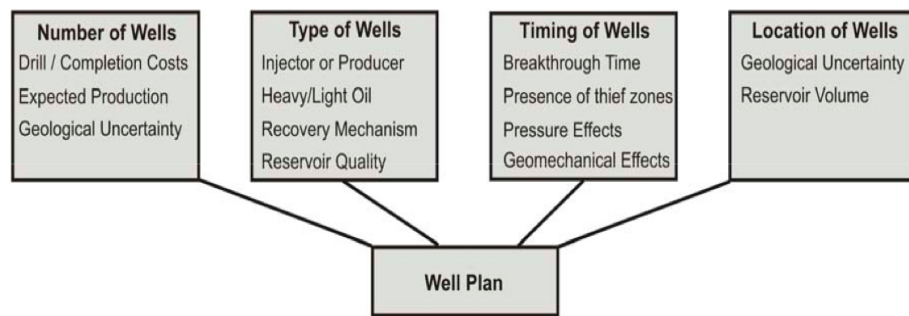 Number of Wells
Drill / Completion Costs
Expected Production
Geological Uncertainty
Type of Wells
Injector or Producer
Heavy/Light Oil
Recovery Mechanism
Reservoir Quality
Timing of Wells
Breakthrough Time
Presence of thief zones
Pressure Effects
Geomechanical Effects
Location of Wells
Geological Uncertainty
Reservoir Volume
Well Plan